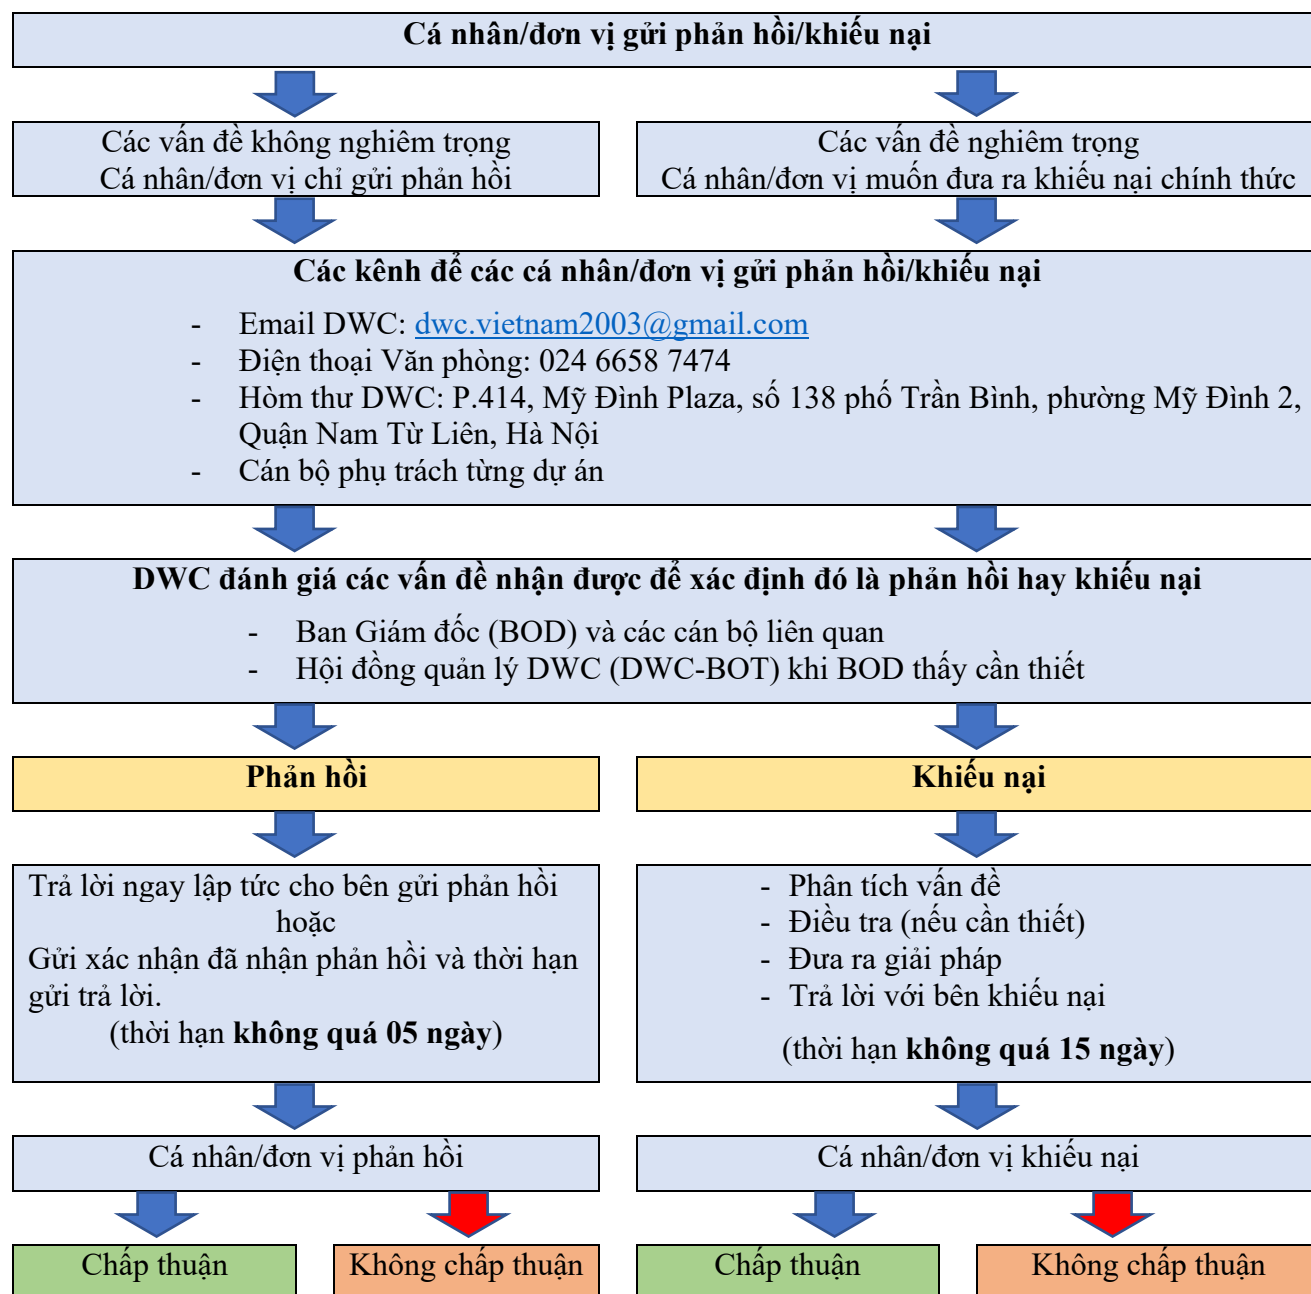 Cá nhân/đơn vị gửi phản hồi/khiếu nại
Các vấn đề không nghiêm trọng
Cá nhân/đơn vị chỉ gửi phản hồi
Các vấn đề nghiêm trọng
Cá nhân/đơn vị muốn đưa ra khiếu nại chính thức
Các kênh để các cá nhân/đơn vị gửi phản hồi/khiếu nại
- Email DWC: dwc.vietnam2003@gmail.com
- Điện thoại Văn phòng: 024 6658 7474
- Hòm thư DWC: P.414, Mỹ Đình Plaza, số 138 phố Trần Bình, phường Mỹ Đình 2,
Quận Nam Từ Liên, Hà Nội
- Cán bộ phụ trách từng dự án
DWC đánh giá các vấn đề nhận được để xác định đó là phản hồi hay khiếu nại
- Ban Giám đốc (BOD) và các cán bộ liên quan
- Hội đồng quản lý DWC (DWC-BOT) khi BOD thấy cần thiết
Phản hồi
Khiếu nại
Trả lời ngay lập tức cho bên gửi phản hồi
hoặc
Gửi xác nhận đã nhận phản hồi và thời hạn
gửi trả lời.
(thời hạn không quá 05 ngày)
- Phân tích vấn đề
- Điều tra (nếu cần thiết)
- Đưa ra giải pháp
- Trả lời với bên khiếu nại
(thời hạn không quá 15 ngày)
Cá nhân/đơn vị phản hồi
Cá nhân/đơn vị khiếu nại
Chấp thuận
Không chấp thuận
Chấp thuận
Không chấp thuận